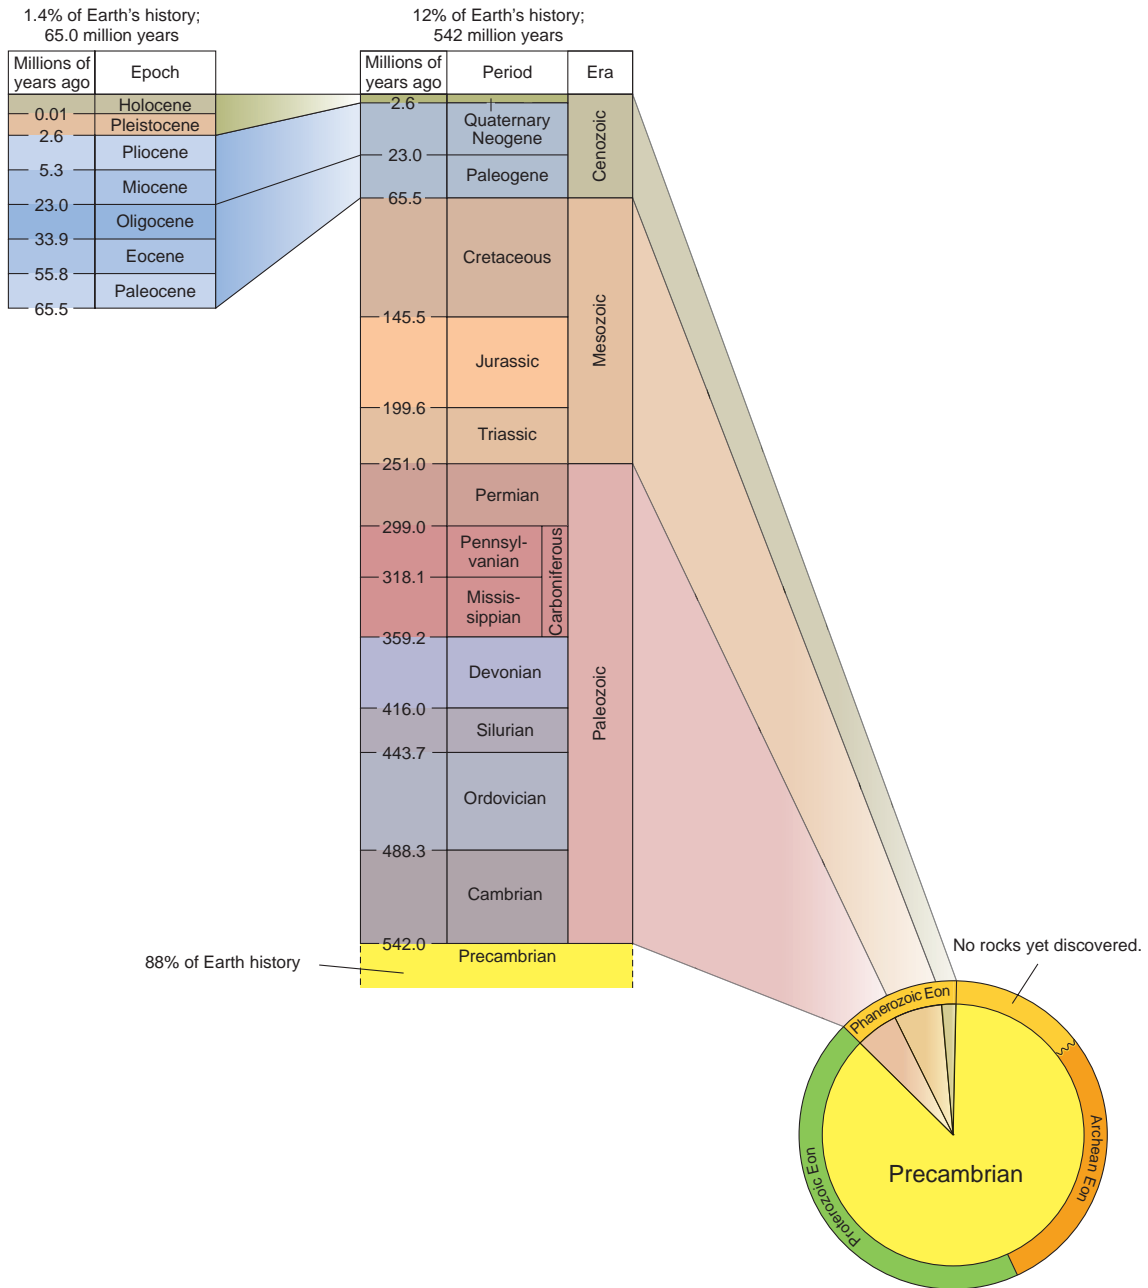 1.4% of Earth's history;
65.0 million years
Millions of
years ago
Epoch
Holocene
0.01
Pleistocene
2.6
Pliocene
5.3
Miocene
23.0
Oligocene
33.9
Eocene
55.8
Paleocene
65.5
12% of Earth's history;
542 million years
Millions of
years ago
Period
Era
2.6
Quaternary
Neogene
23.0
Paleogene
65.5
Cenozoic
Cretaceous
145.5
Jurassic
199.6
Triassic
251.0
Mesozoic
Permian
299.0
Pennsyl-
vanian
318.1
Missis-
sippian
Carboniferous
359.2
Devonian
416.0
Silurian
443.7
Ordovician
488.3
Cambrian
542.0
Paleozoic
Precambrian
88% of Earth history
No rocks yet discovered.
Phanerozoic Eon
Archean Eon
Proterozoic Eon
Precambrian